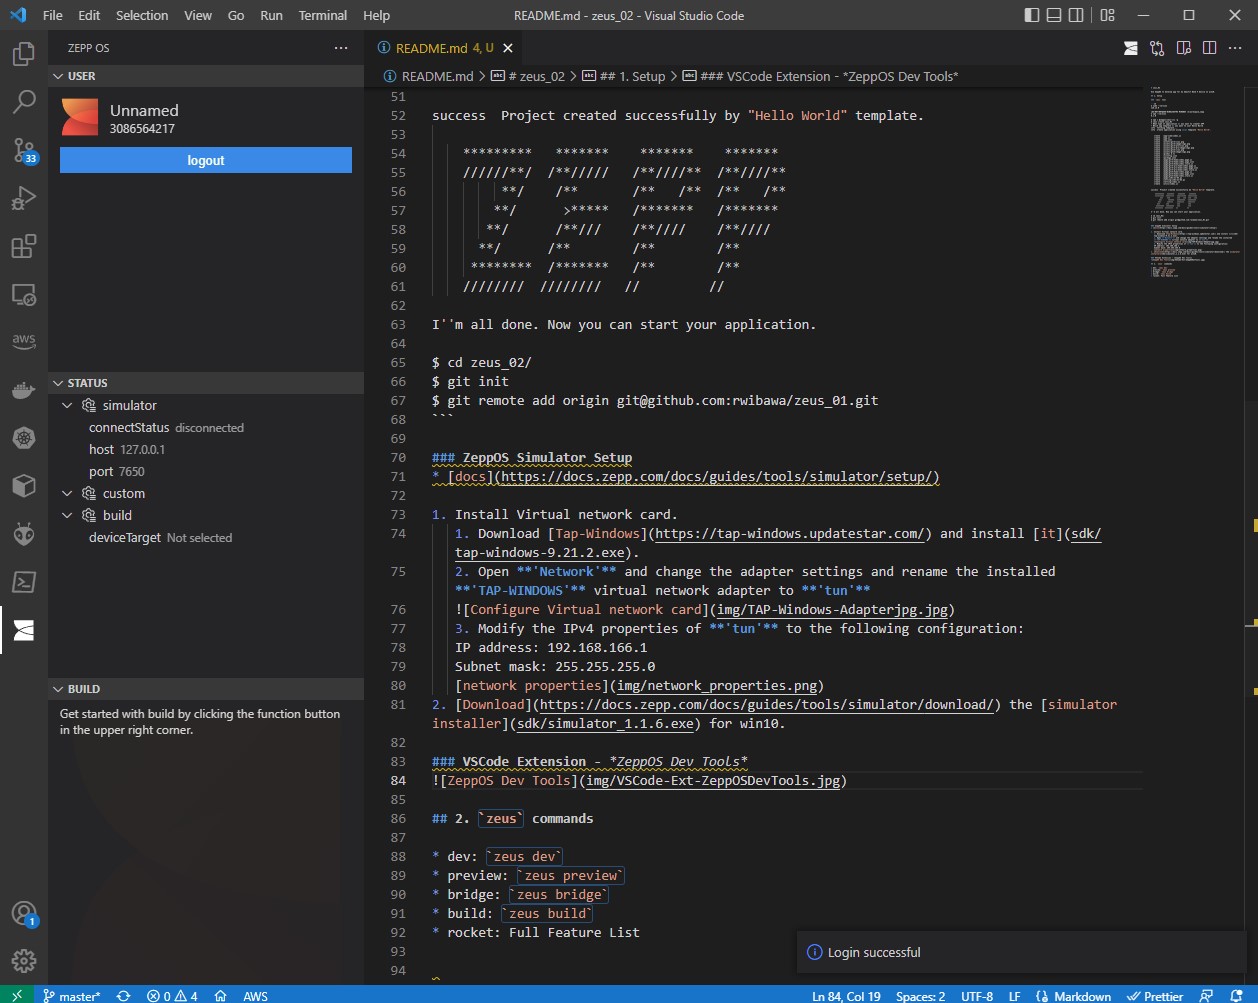 File Edit Selection View Go Run Terminal Help README.md - zeus_02 - Visual Studio Code
ZEPP OS ···
USER
Unnamed
3086564217
logout
STATUS
simulator
connectStatus disconnected
host 127.0.0.1
port 7650
custom
build
deviceTarget Not selected
BUILD
Get started with build by clicking the function button
in the upper right corner.
33
aws
1
README.md 4, U
README.md > # zeus_02 > ## 1. Setup > ### VSCode Extension - *ZeppOS Dev Tools*
51
52 success  Project created successfully by "Hello World" template.
53
54     *********   *******    *******    *******
55     //////**/  /**/////   /**////**  /**////**
56          **/    /**       /**   /**  /**   /**
57         **/      >*****   /*******   /*******
58        **/      /**///    /**////    /**////
59       **/      /**        /**        /**
60      ********  /*******   /**        /**
61     ////////  ////////   //         //
62
63 I''m all done. Now you can start your application.
64
65 $ cd zeus_02/
66 $ git init
67 $ git remote add origin git@github.com:rwibawa/zeus_01.git
68 ```
69
70 ### ZeppOS Simulator Setup
71 * [docs](https://docs.zepp.com/docs/guides/tools/simulator/setup/)
72
73 1. Install Virtual network card.
74    1. Download [Tap-Windows](https://tap-windows.updatestar.com/) and install [it](sdk/
tap-windows-9.21.2.exe).
75    2. Open **'Network'** and change the adapter settings and rename the installed
**'TAP-WINDOWS'** virtual network adapter to **'tun'**
76    ![Configure Virtual network card](img/TAP-Windows-Adapterjpg.jpg)
77    3. Modify the IPv4 properties of **'tun'** to the following configuration:
78    IP address: 192.168.166.1
79    Subnet mask: 255.255.255.0
80    [network properties](img/network_properties.png)
81 2. [Download](https://docs.zepp.com/docs/guides/tools/simulator/download/) the [simulator
installer](sdk/simulator_1.1.6.exe) for win10.
82
83 ### VSCode Extension - *ZeppOS Dev Tools*
84 ![ZeppOS Dev Tools](img/VSCode-Ext-ZeppOSDevTools.jpg)
85
86 ## 2. `zeus` commands
87
88 * dev: `zeus dev`
89 * preview: `zeus preview`
90 * bridge: `zeus bridge`
91 * build: `zeus build`
92 * rocket: Full Feature List
93
94
Login successful
master* 0 4 AWS Ln 84, Col 19 Spaces: 2 UTF-8 LF Markdown Prettier